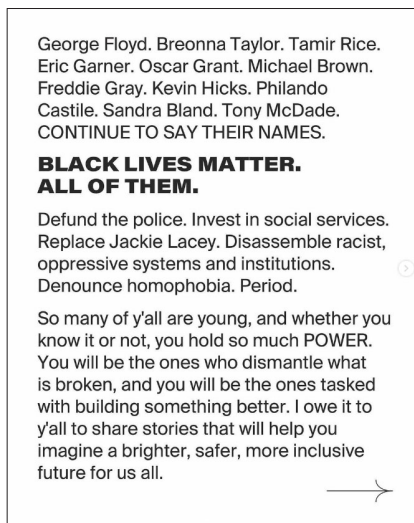 George Floyd. Breonna Taylor. Tamir Rice.
Eric Garner. Oscar Grant. Michael Brown.
Freddie Gray. Kevin Hicks. Philando
Castile. Sandra Bland. Tony McDade.
CONTINUE TO SAY THEIR NAMES.
BLACK LIVES MATTER.
ALL OF THEM.
Defund the police. Invest in social services.
Replace Jackie Lacey. Disassemble racist,
oppressive systems and institutions.
Denounce homophobia. Period.
So many of y'all are young, and whether you
know it or not, you hold so much POWER.
You will be the ones who dismantle what
is broken, and you will be the ones tasked
with building something better. I owe it to
y'all to share stories that will help you
imagine a brighter, safer, more inclusive
future for us all.